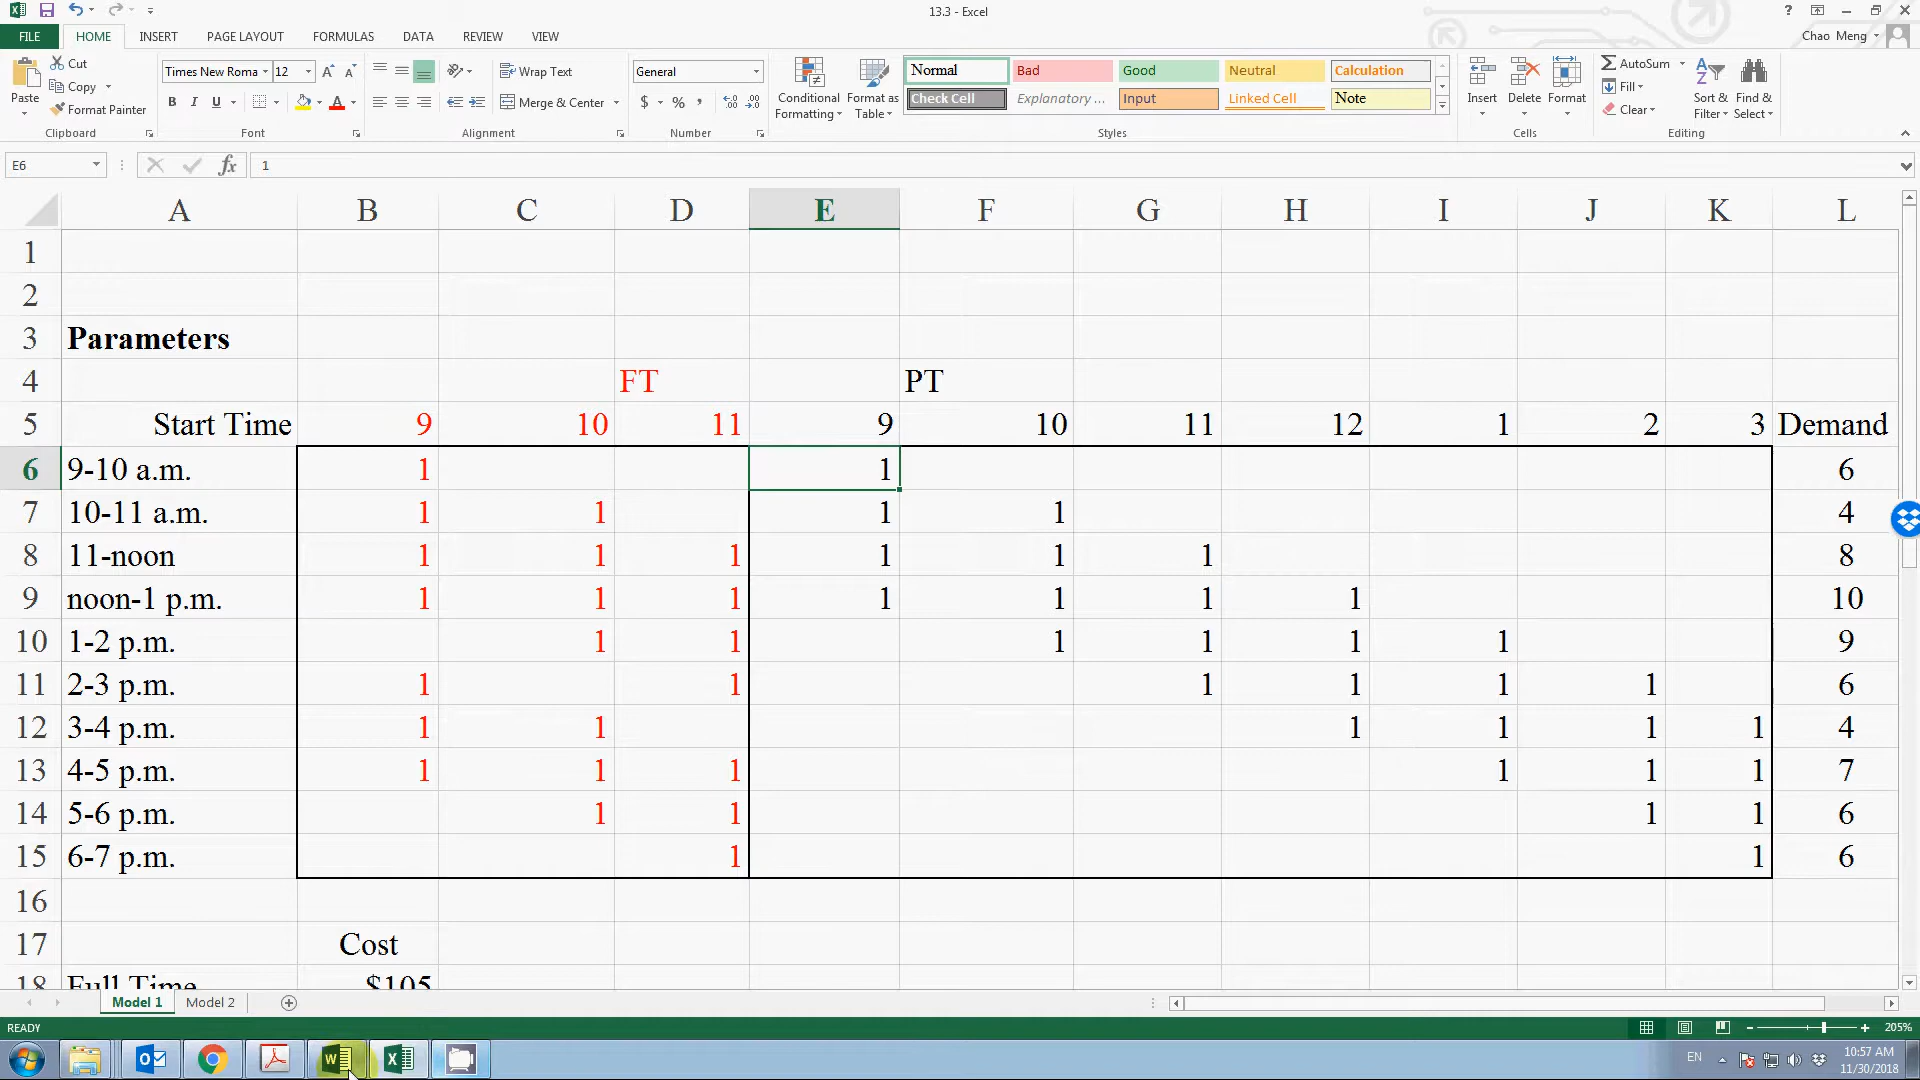 13.3 - Excel
FILE HOME INSERT PAGE LAYOUT FORMULAS DATA REVIEW VIEW Chao Meng
Paste Cut Copy Format Painter Clipboard
Times New Roma 12 B I U Font
Wrap Text Merge & Center Alignment
General $ % Number
Conditional Formatting Format as Table
Normal Bad Good Neutral Calculation
Check Cell Explanatory ... Input Linked Cell Note
Styles
Insert Delete Format Cells
AutoSum Fill Clear Sort & Filter Find & Select Editing
E6 fx 1
A B C D E F G H I J K L
1
2
3 Parameters
4 FT PT
5 Start Time 9 10 11 9 10 11 12 1 2 3 Demand
6 9-10 a.m. 1 1 6
7 10-11 a.m. 1 1 1 1 4
8 11-noon 1 1 1 1 1 1 8
9 noon-1 p.m. 1 1 1 1 1 1 1 10
10 1-2 p.m. 1 1 1 1 1 1 9
11 2-3 p.m. 1 1 1 1 1 1 6
12 3-4 p.m. 1 1 1 1 1 1 4
13 4-5 p.m. 1 1 1 1 1 1 7
14 5-6 p.m. 1 1 1 1 6
15 6-7 p.m. 1 1 6
16
17 Cost
18 Full Time $105
Model 1 Model 2
READY 205%
EN 10:57 AM
11/30/2018